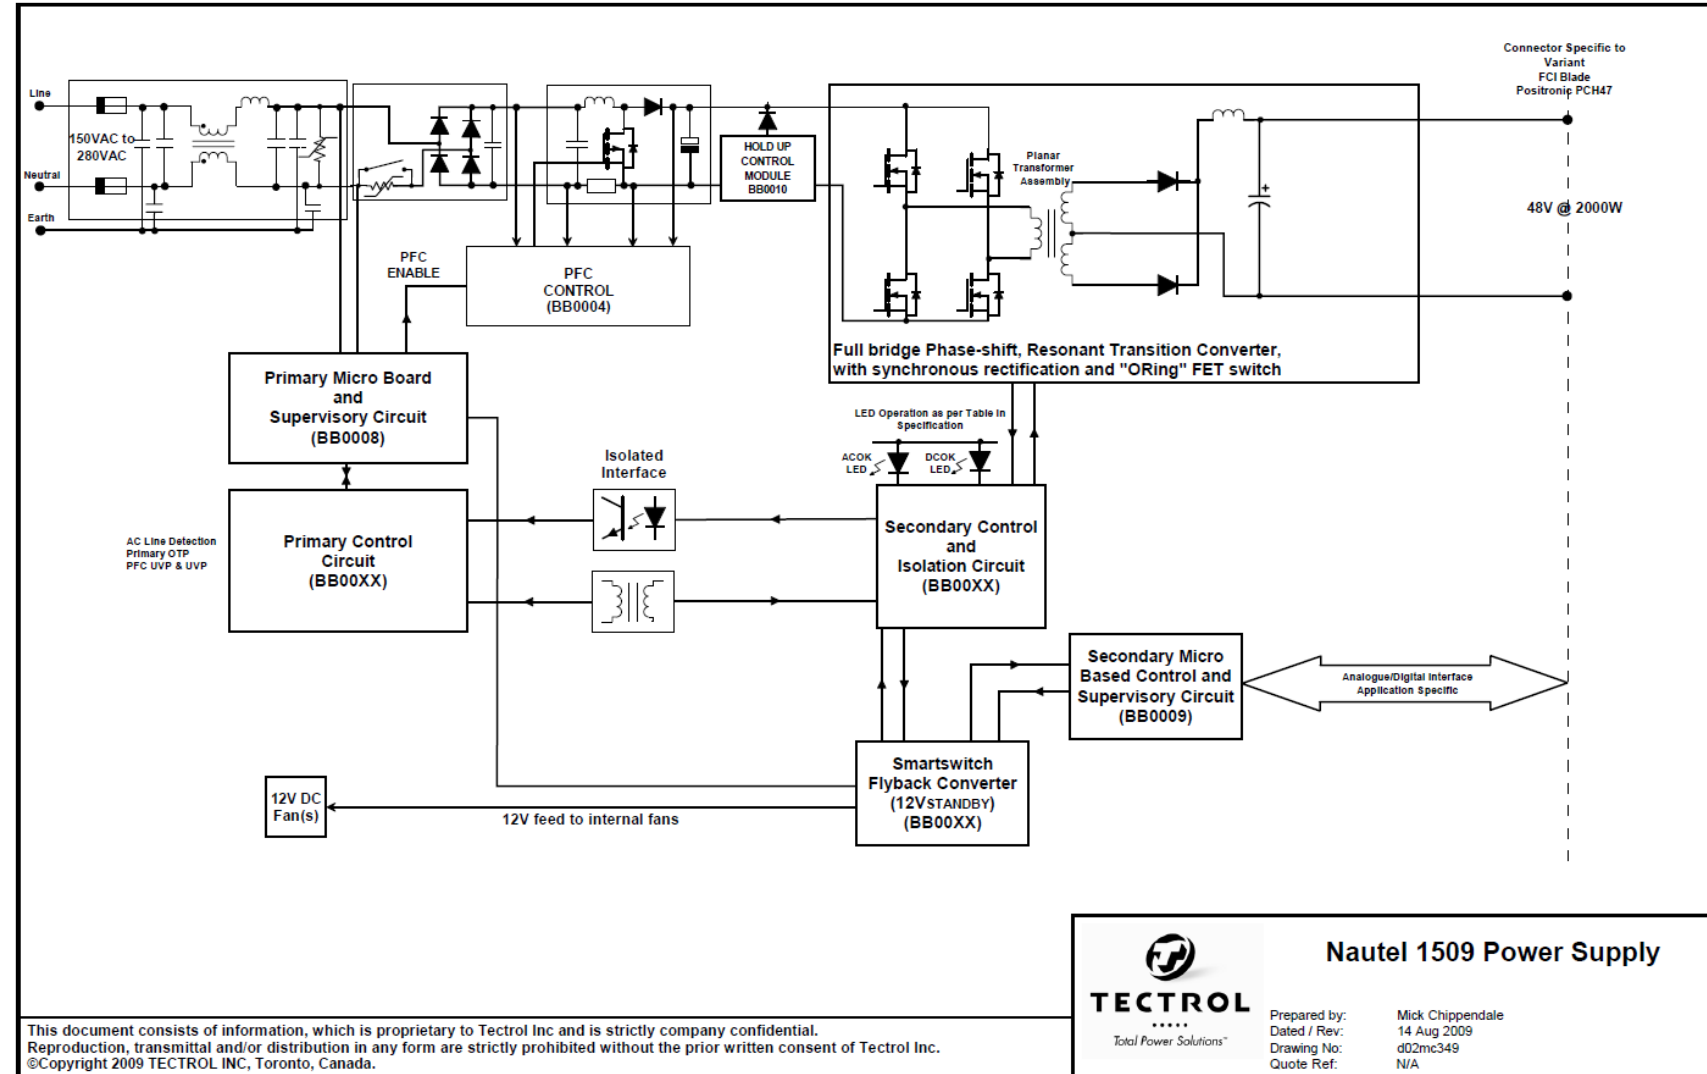 Connector Specific to
Variant
FCI Blade
Positronic PCH47
Line
150VAC to
280VAC
Neutral
Earth
HOLD UP
CONTROL
MODULE
BB0010
Planar
Transformer
Assembly
48V @ 2000W
PFC
ENABLE
PFC
CONTROL
(BB0004)
Full bridge Phase-shift, Resonant Transition Converter,
with synchronous rectification and "ORing" FET switch
Primary Micro Board
and
Supervisory Circuit
(BB0008)
LED Operation as per Table in
Specification
ACOK
LED
DCOK
LED
Isolated
Interface
AC Line Detection
Primary OTP
PFC UVP & UVP
Primary Control
Circuit
(BB00XX)
Secondary Control
and
Isolation Circuit
(BB00XX)
Secondary Micro
Based Control and
Supervisory Circuit
(BB0009)
Analogue/Digital Interface
Application Specific
Smartswitch
Flyback Converter
(12VSTANDBY)
(BB00XX)
12V DC
Fan(s)
12V feed to internal fans
TECTROL
Total Power Solutions™
Nautel 1509 Power Supply
Prepared by: Mick Chippendale
Dated / Rev: 14 Aug 2009
Drawing No: d02mc349
Quote Ref: N/A
This document consists of information, which is proprietary to Tectrol Inc and is strictly company confidential.
Reproduction, transmittal and/or distribution in any form are strictly prohibited without the prior written consent of Tectrol Inc.
©Copyright 2009 TECTROL INC, Toronto, Canada.